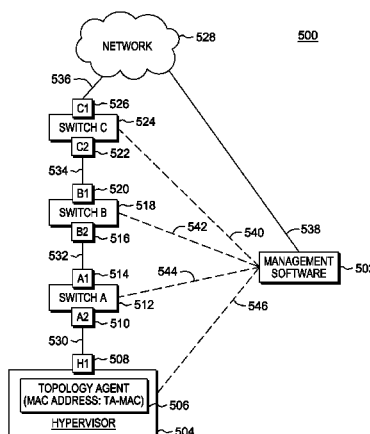 500
NETWORK
528
536
C1
526
SWITCH C
524
C2
522
534
B1
520
SWITCH B
518
B2
516
542
540
538
532
A1
514
544
MANAGEMENT
SOFTWARE
SWITCH A
512
546
A2
510
530
H1
508
TOPOLOGY AGENT
(MAC ADDRESS: TA-MAC)
506
HYPERVISOR
504